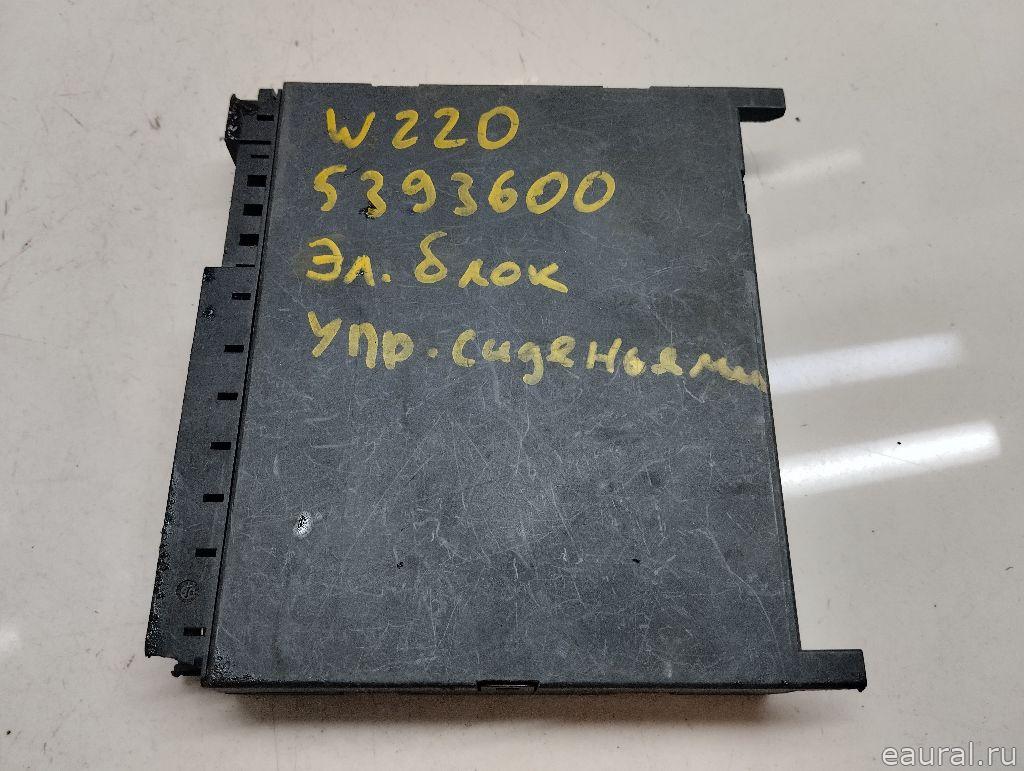 W220
5393600
Эл. блок
Упр. сиденьями
eaural.ru